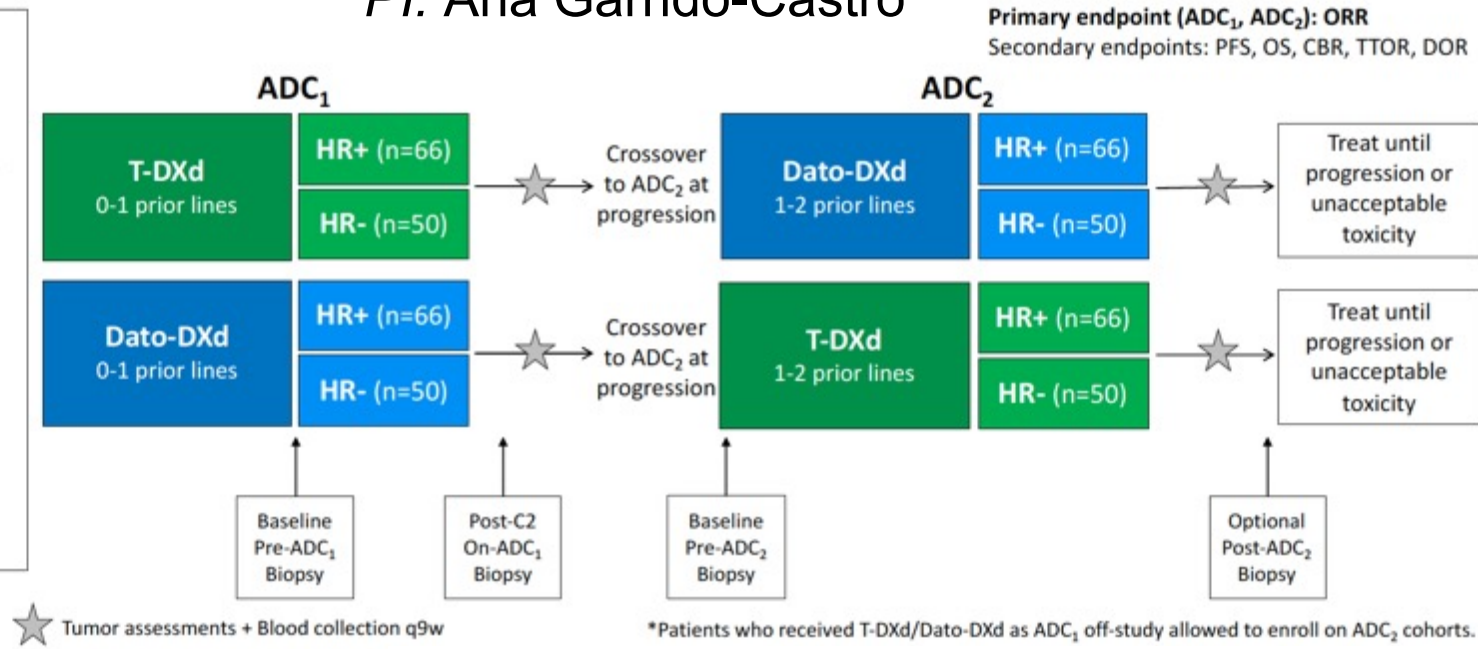 PI: Ana Garrido-Castro
Primary endpoint (ADC₁, ADC₂): ORR
Secondary endpoints: PFS, OS, CBR, TTOR, DOR
ADC₁
ADC₂
T-DXd
0-1 prior lines
HR+ (n=66)
HR- (n=50)
Crossover
to ADC₂ at
progression
Dato-DXd
1-2 prior lines
HR+ (n=66)
HR- (n=50)
Treat until
progression or
unacceptable
toxicity
Dato-DXd
0-1 prior lines
HR+ (n=66)
HR- (n=50)
Crossover
to ADC₂ at
progression
T-DXd
1-2 prior lines
HR+ (n=66)
HR- (n=50)
Treat until
progression or
unacceptable
toxicity
Baseline
Pre-ADC₁
Biopsy
Post-C2
On-ADC₁
Biopsy
Baseline
Pre-ADC₂
Biopsy
Optional
Post-ADC₂
Biopsy
Tumor assessments + Blood collection q9w
*Patients who received T-DXd/Dato-DXd as ADC₁ off-study allowed to enroll on ADC₂ cohorts.